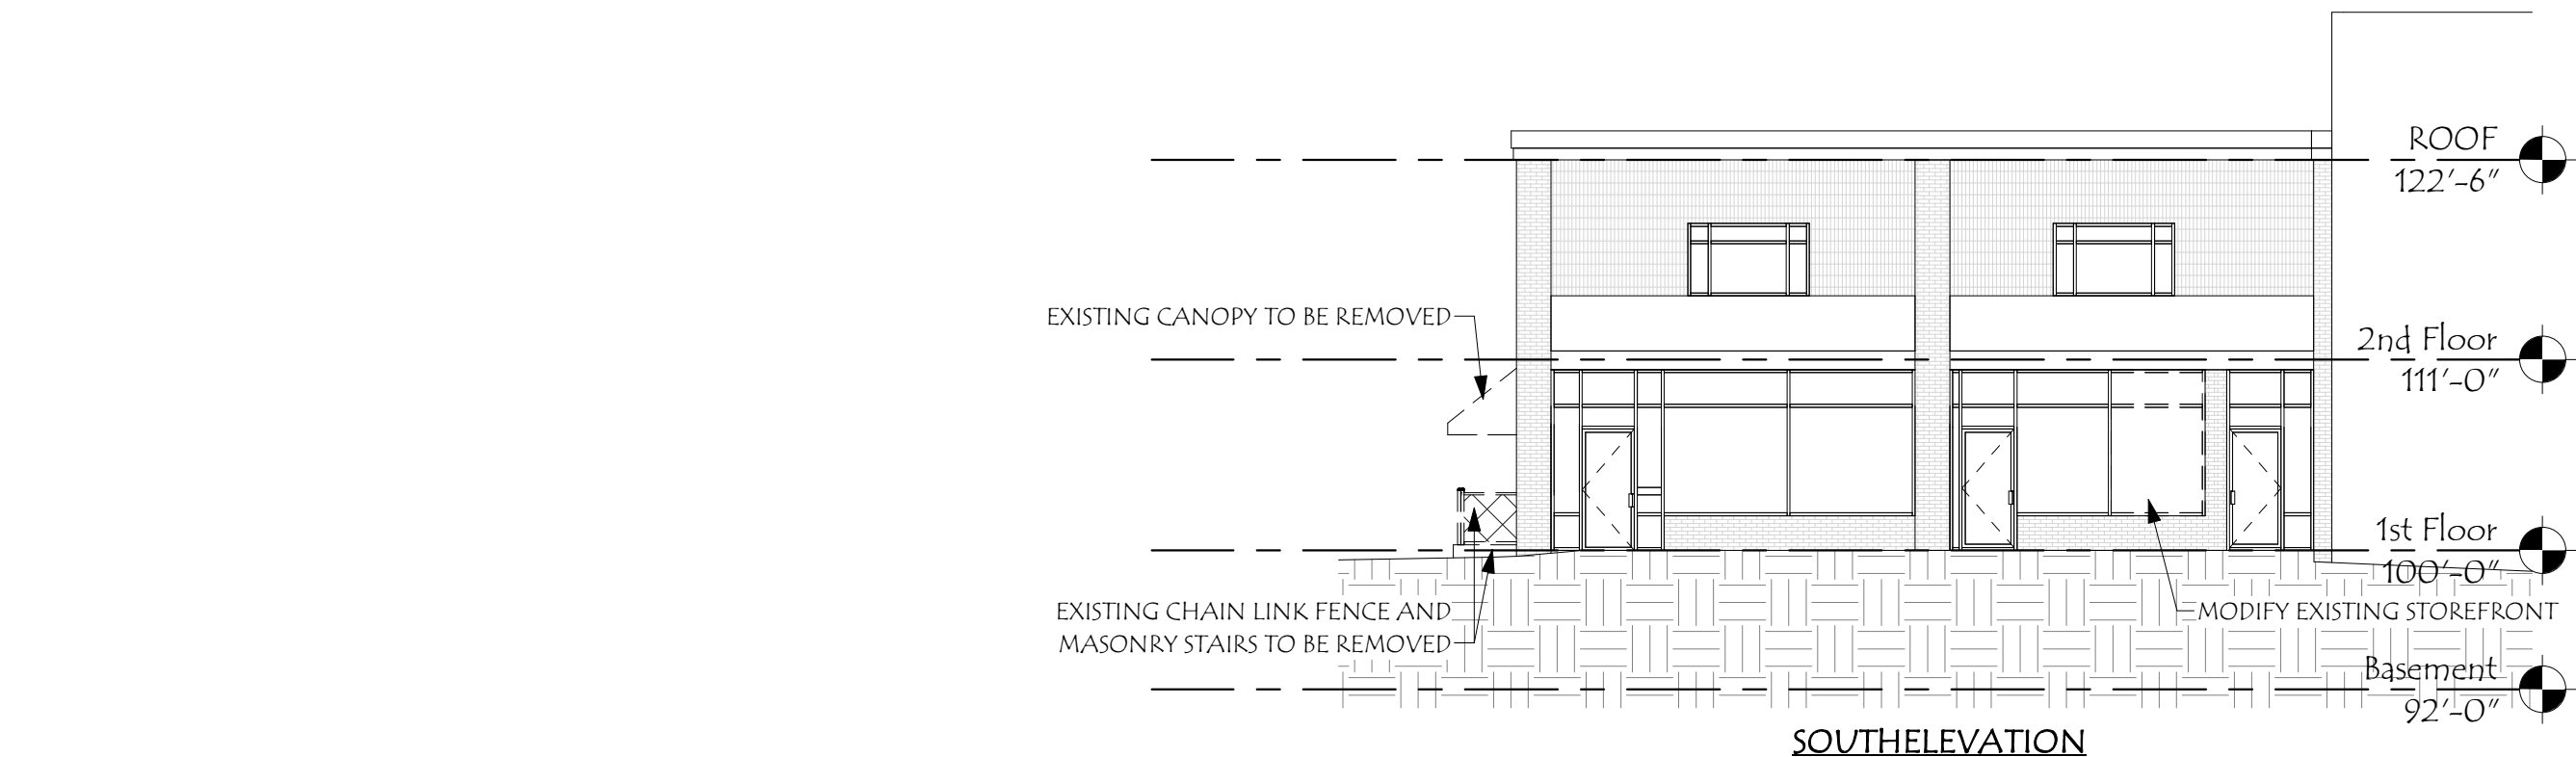 ROOF
122'-6"
EXISTING CANOPY TO BE REMOVED
2nd Floor
111'-0"
1st Floor
100'-0"
EXISTING CHAIN LINK FENCE AND
MASONRY STAIRS TO BE REMOVED
MODIFY EXISTING STOREFRONT
Basement
92'-0"
SOUTHELEVATION